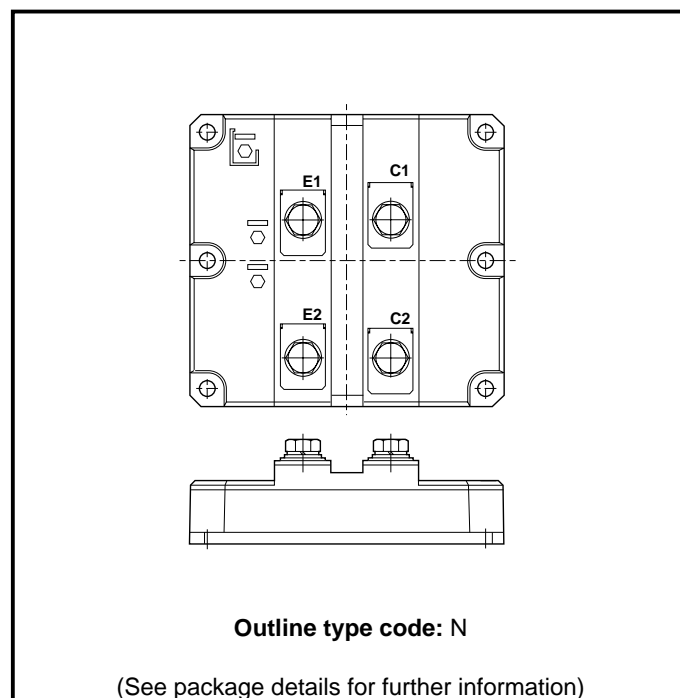 E1 C1
E2 C2
Outline type code: N
(See package details for further information)